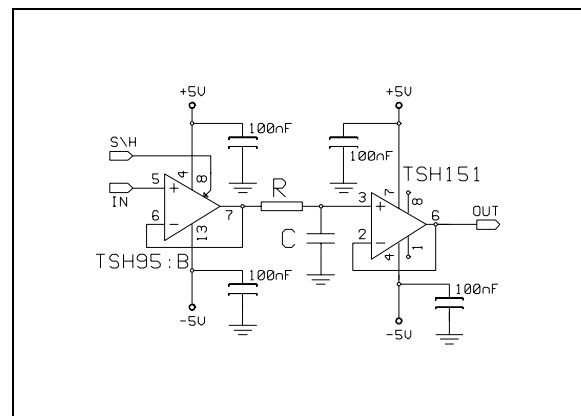 +5V
+5V
100nF
100nF
S\H
IN
5
4
8
6
7
13
TSH95:B
R
C
TSH151
3
2
7
8
6
4
1
OUT
100nF
100nF
-5V
-5V